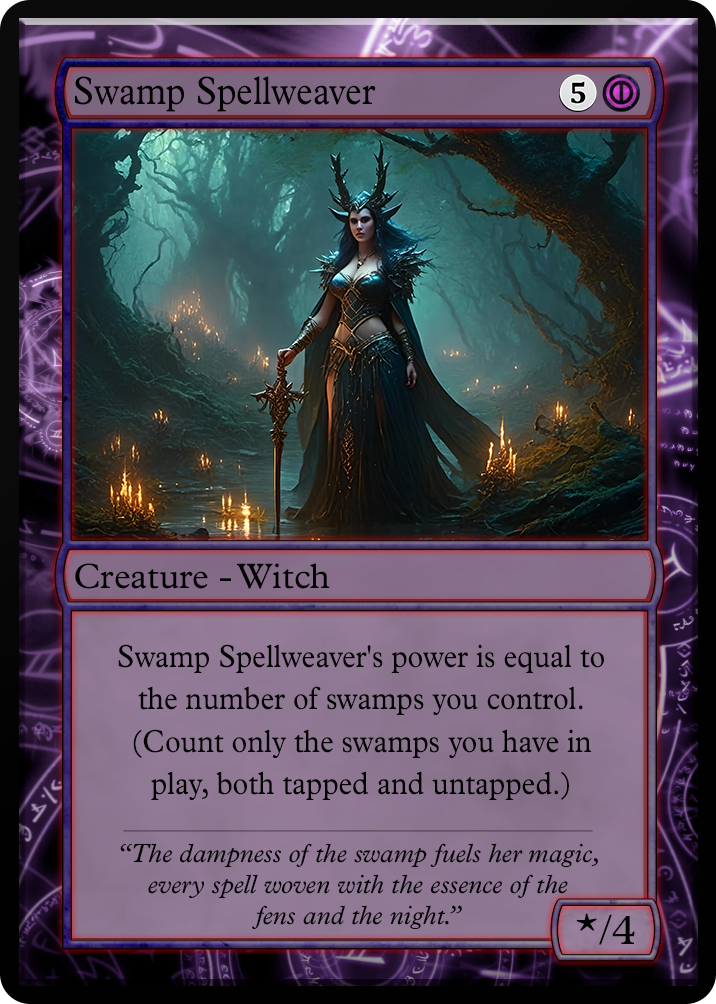 Swamp Spellweaver 5
Creature - Witch
Swamp Spellweaver's power is equal to
the number of swamps you control.
(Count only the swamps you have in
play, both tapped and untapped.)
“The dampness of the swamp fuels her magic,
every spell woven with the essence of the
fens and the night.”
★/4